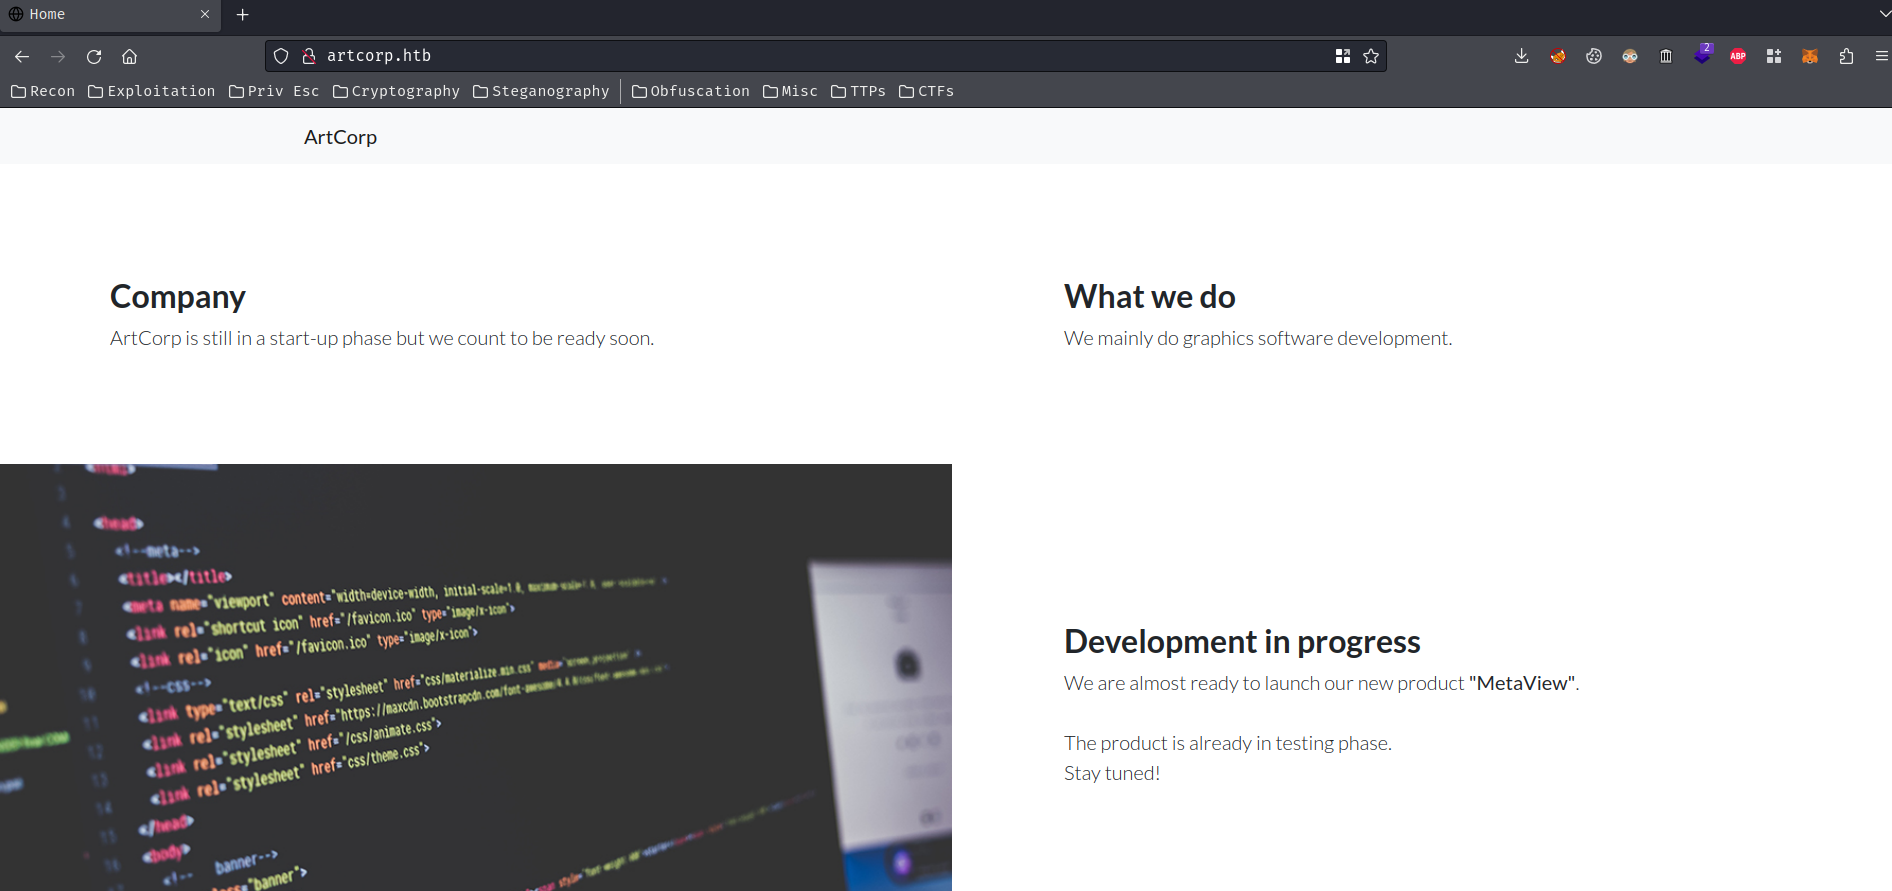 Home
artcorp.htb
2
ABP
Recon
Exploitation
Priv Esc
Cryptography
Steganography
Obfuscation
Misc
TTPs
CTFs
ArtCorp
Company
ArtCorp is still in a start-up phase but we count to be ready soon.
What we do
We mainly do graphics software development.
3
4
<head>
<!--meta-->
<title></title>
<meta name="viewport" content="width=device-width, initial-scale=1.0,
<link rel="shortcut icon" href="/favicon.ico" type="image/x-icon">
<link rel="icon" href="/favicon.ico" type="image/x-icon">
10
<!--css-->
<link type="text/css" rel="stylesheet" href="css/materialize.min.css"
<link rel="stylesheet" href="https://maxcdn.bootstrapcdn.com/font-awesome/
<link rel="stylesheet" href="/css/animate.css">
<link rel="stylesheet" href="css/theme.css">
</head>
<body>
<!-- banner-->
"banner">
Development in progress
We are almost ready to launch our new product "MetaView".
The product is already in testing phase.
Stay tuned!